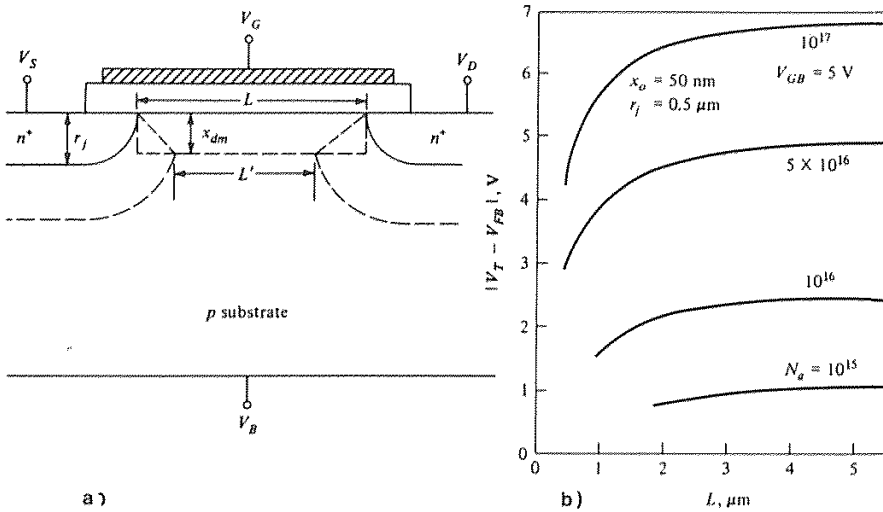 V_G
V_S
V_D
L
n⁺
r_j
x_dm
n⁺
L'
p substrate
V_B
a)
|V_T − V_FB|, V
7
6
5
4
3
2
1
0
10¹⁷
x_o = 50 nm
V_GB = 5 V
r_j = 0.5 μm
5 × 10¹⁶
10¹⁶
N_a = 10¹⁵
0
1
2
3
4
5
b)
L, μm